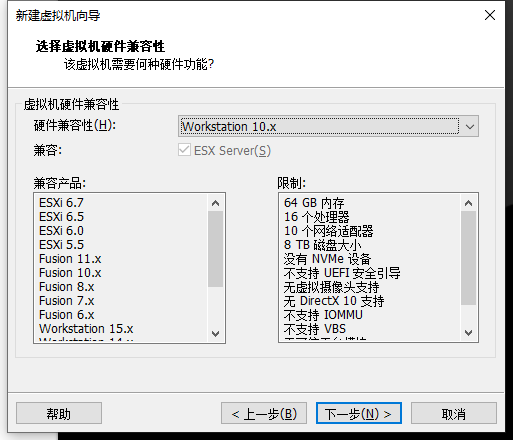 新建虚拟机向导
选择虚拟机硬件兼容性
该虚拟机需要何种硬件功能?
虚拟机硬件兼容性
硬件兼容性(H):
Workstation 10.x
兼容:
ESX Server(S)
兼容产品:
ESXi 6.7
ESXi 6.5
ESXi 6.0
ESXi 5.5
Fusion 11.x
Fusion 10.x
Fusion 8.x
Fusion 7.x
Fusion 6.x
Workstation 15.x
Workstation 14.x
限制:
64 GB 内存
16 个处理器
10 个网络适配器
8 TB 磁盘大小
没有 NVMe 设备
不支持 UEFI 安全引导
无虚拟摄像头支持
无 DirectX 10 支持
不支持 IOMMU
不支持 VBS
帮助
< 上一步(B)
下一步(N) >
取消